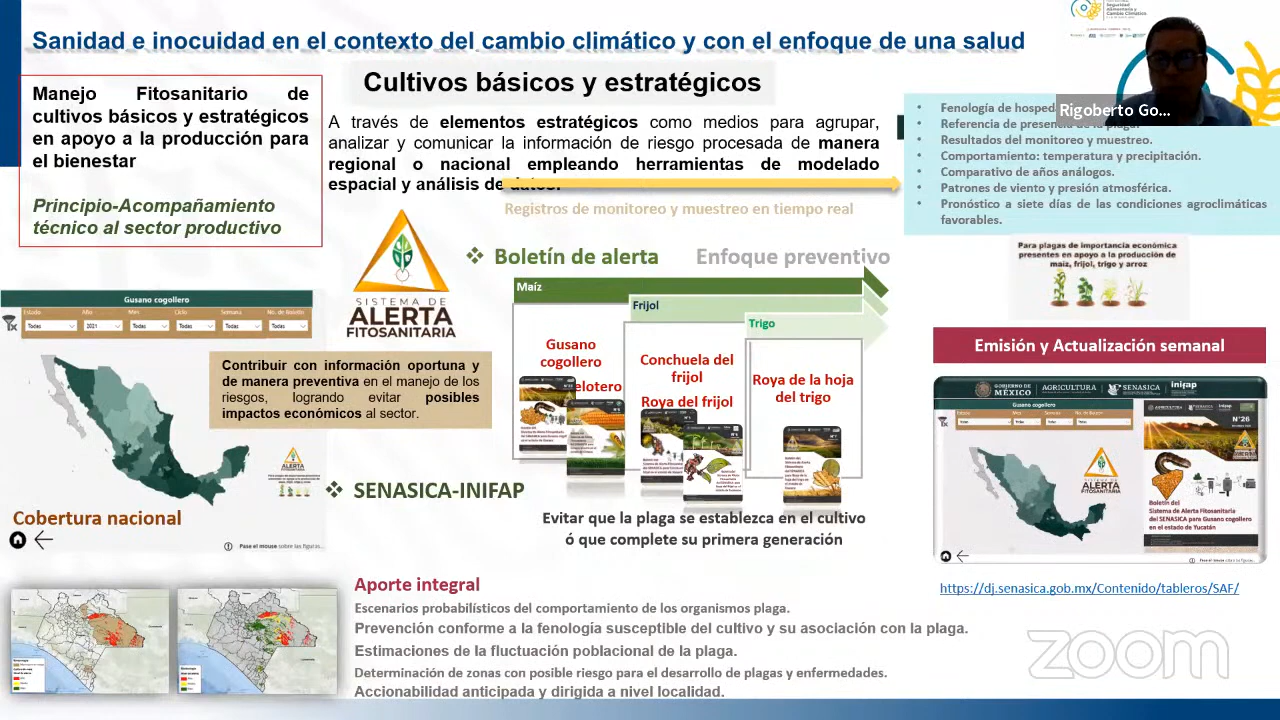 Sanidad e inocuidad en el con del cambio climático y con el enfoque de una salud
Seguridad
Alimentaria y
Cambio Climático
Manejo Fitosanitario de
cultivos básicos y estratégicos
en apoyo a la producción para
el bienestar
Principio-Acompañamiento
técnico al sector productivo
Cultivos básicos y estratégicos
A través de elementos estratégicos como medios para agrupar,
analizar y comunicar la información de riesgo procesada de manera
regional o nacional empleando herramientas de modelado
espacial y análisis de datos.
Registros de monitoreo y muestreo en tiempo real
Rigoberto Go...
• Fenología de hosped
• Referencia de presencia de la plaga.
• Resultados del monitoreo y muestreo.
• Comportamiento: temperatura y precipitación.
• Comparativo de años análogos.
• Patrones de viento y presión atmosférica.
• Pronóstico a siete días de las condiciones agroclimáticas
favorables.
SISTEMA DE
ALERTA
FITOSANITARIA
❖ Boletín de alerta
Enfoque preventivo
Maíz
Frijol
Trigo
Gusano
cogollero
elotero
Conchuela del
frijol
Roya del frijol
Roya de la hoja
del trigo
Para plagas de importancia económica
presentes en apoyo a la producción de
maíz, frijol, trigo y arroz
Gusano cogollero
Estado Año Mes Ciclo Semana No. de Boletín
Todas 2021 Todas Todas Todas Todas
Contribuir con información oportuna y
de manera preventiva en el manejo de los
riesgos, logrando evitar posibles
impactos económicos al sector.
ALERTA
FITOSANITARIA
❖ SENASICA-INIFAP
Cobertura nacional
Pase el mouse sobre las figuras...
Evitar que la plaga se establezca en el cultivo
ó que complete su primera generación
Emisión y Actualización semanal
GOBIERNO DE
MÉXICO
AGRICULTURA
SENASICA
inifap
Gusano cogollero
N°26
ALERTA
FITOSANITARIA
Boletín del
Sistema de Alerta Fitosanitaria
del SENASICA para Gusano cogollero
en el estado de Yucatán
https://dj.senasica.gob.mx/Contenido/tableros/SAF/
Aporte integral
Escenarios probabilísticos del comportamiento de los organismos plaga.
Prevención conforme a la fenología susceptible del cultivo y su asociación con la plaga.
Estimaciones de la fluctuación poblacional de la plaga.
Determinación de zonas con posible riesgo para el desarrollo de plagas y enfermedades.
Accionabilidad anticipada y dirigida a nivel localidad.
zoom